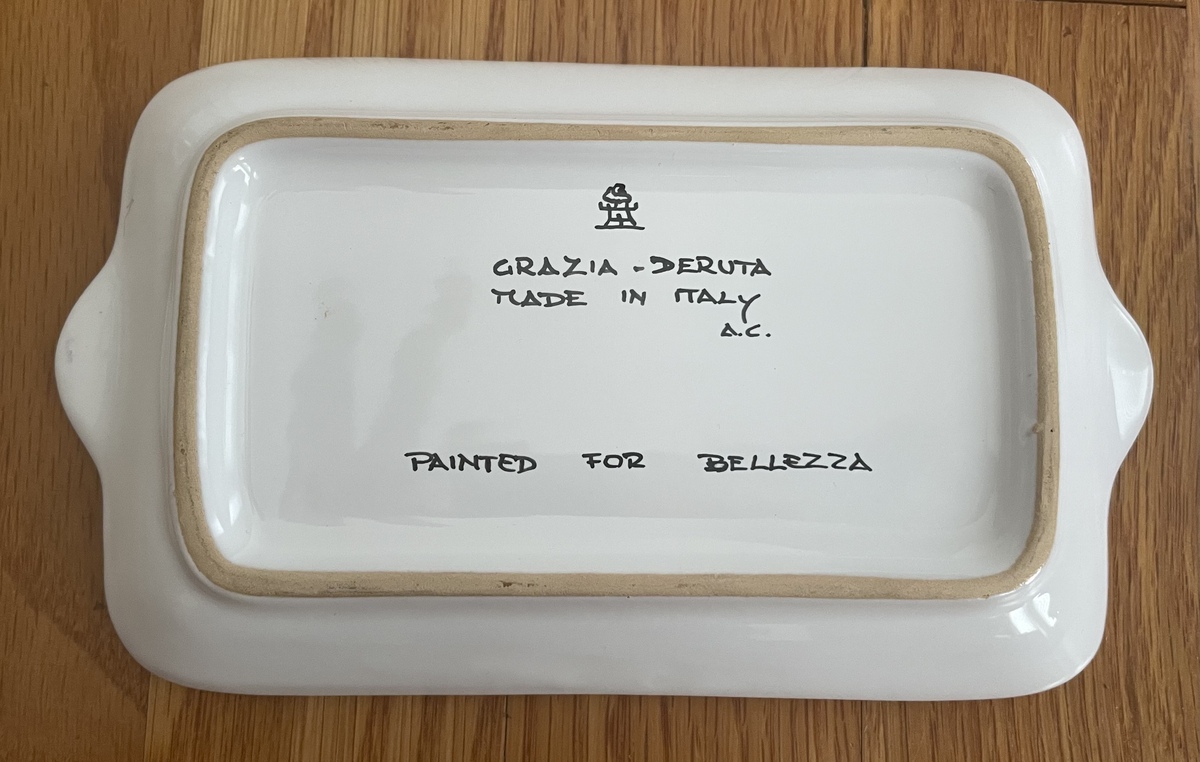 GRAZIA - DERUTA
MADE IN ITALY
A.C.
PAINTED FOR BELLEZZA